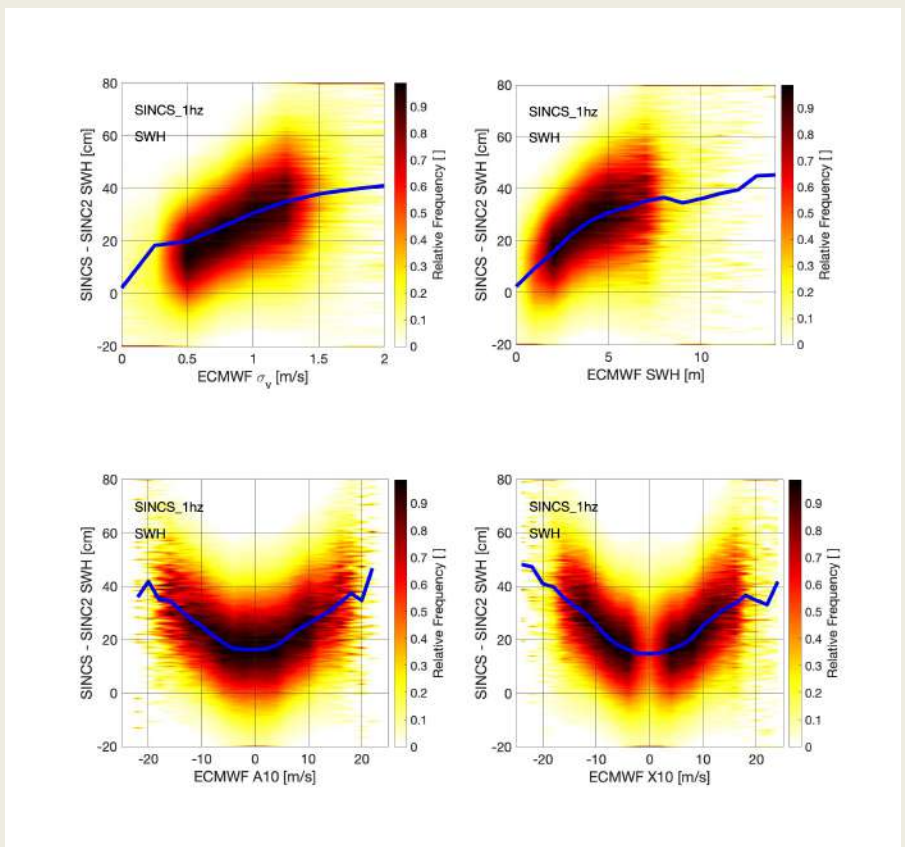 80
60
40
20
0
-20
SINCS - SINC2 SWH [cm]
SINCS_1hz
SWH
0 0.5 1 1.5 2
ECMWF σv [m/s]
0.9
0.8
0.7
0.6
0.5
0.4
0.3
0.2
0.1
0
Relative Frequency [ ]
80
60
40
20
0
-20
SINCS - SINC2 SWH [cm]
SINCS_1hz
SWH
0 5 10
ECMWF SWH [m]
0.9
0.8
0.7
0.6
0.5
0.4
0.3
0.2
0.1
0
Relative Frequency [ ]
80
60
40
20
0
-20
SINCS - SINC2 SWH [cm]
SINCS_1hz
SWH
-20 -10 0 10 20
ECMWF A10 [m/s]
0.9
0.8
0.7
0.6
0.5
0.4
0.3
0.2
0.1
0
Relative Frequency [ ]
80
60
40
20
0
-20
SINCS - SINC2 SWH [cm]
SINCS_1hz
SWH
-20 -10 0 10 20
ECMWF X10 [m/s]
0.9
0.8
0.7
0.6
0.5
0.4
0.3
0.2
0.1
0
Relative Frequency [ ]